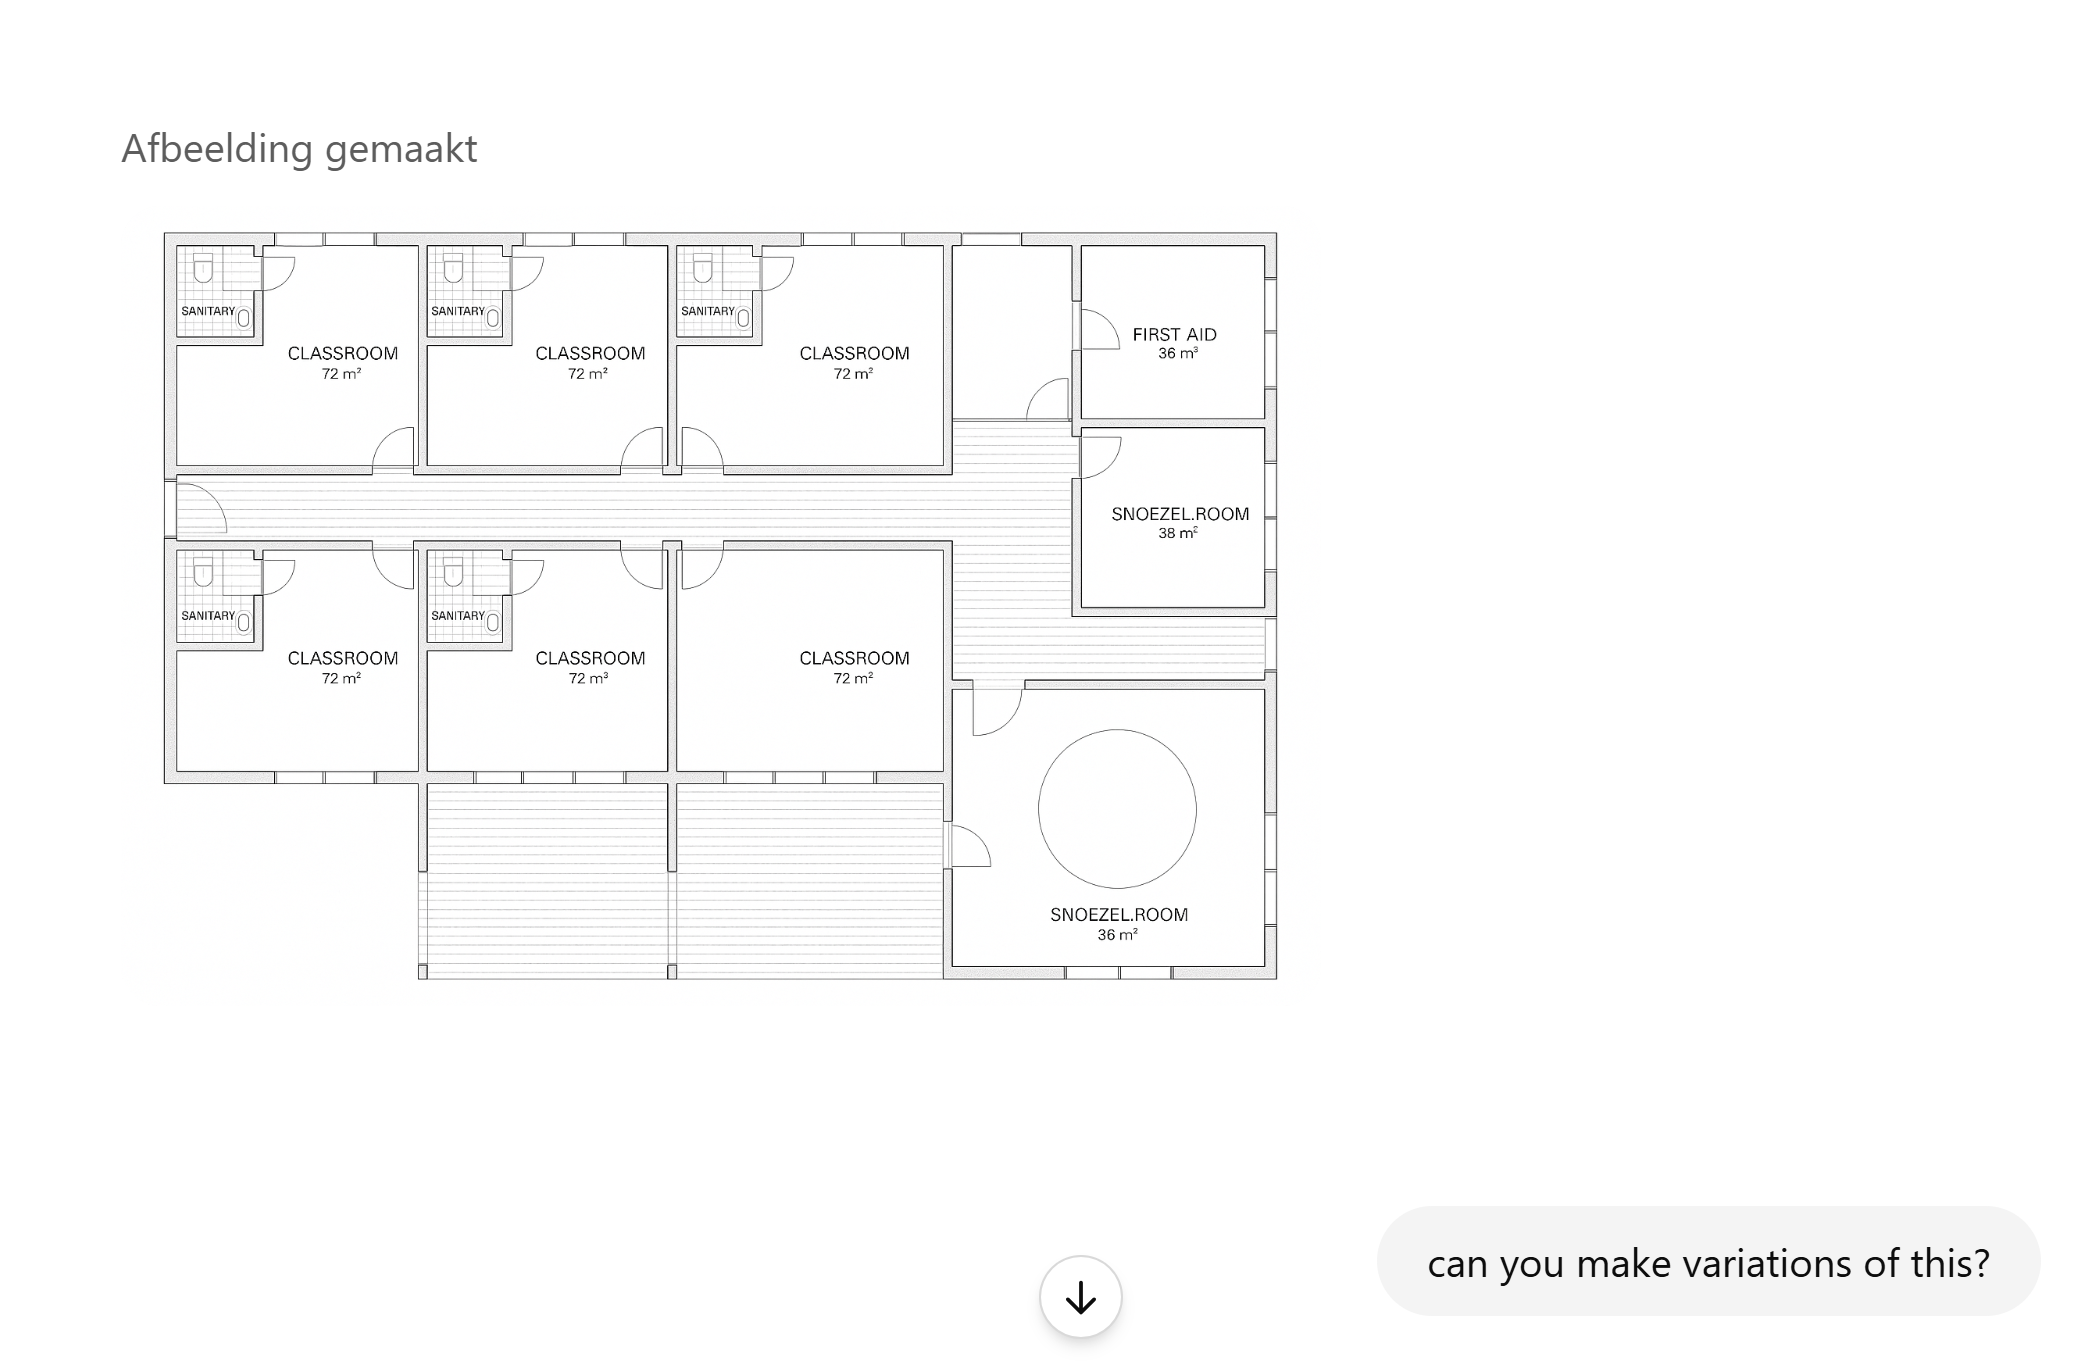 Afbeelding gemaakt
SANITARY
CLASSROOM
72 m²
SANITARY
CLASSROOM
72 m²
SANITARY
CLASSROOM
72 m²
FIRST AID
36 m³
SNOEZEL.ROOM
38 m²
SANITARY
CLASSROOM
72 m²
SANITARY
CLASSROOM
72 m³
CLASSROOM
72 m²
SNOEZEL.ROOM
36 m²
can you make variations of this?